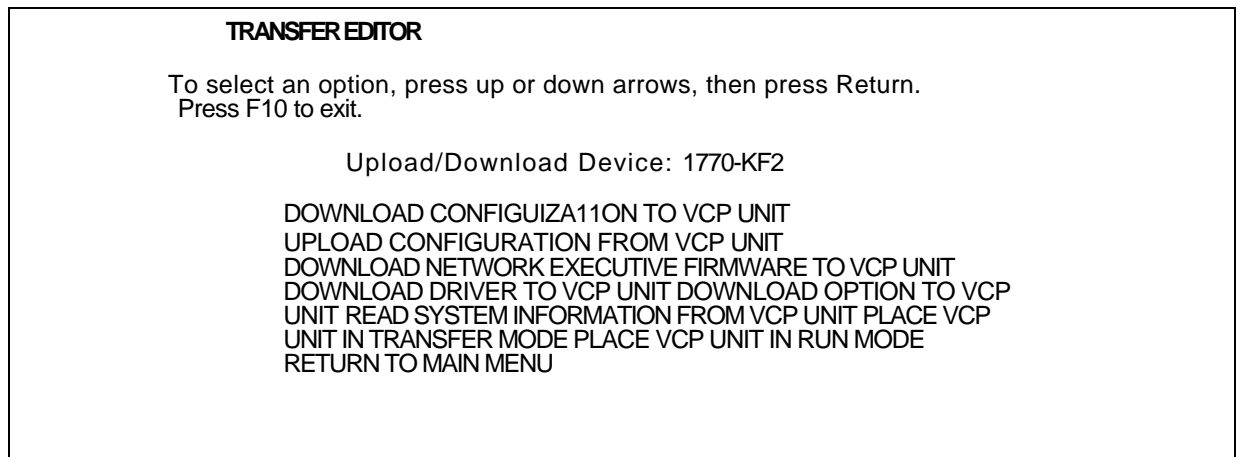 TRANSFER EDITOR
To select an option, press up or down arrows, then press Return.
Press F10 to exit.
Upload/Download Device: 1770-KF2
DOWNLOAD CONFIGUIZA11ON TO VCP UNIT
UPLOAD CONFIGURATION FROM VCP UNIT
DOWNLOAD NETWORK EXECUTIVE FIRMWARE TO VCP UNIT
DOWNLOAD DRIVER TO VCP UNIT DOWNLOAD OPTION TO VCP
UNIT READ SYSTEM INFORMATION FROM VCP UNIT PLACE VCP
UNIT IN TRANSFER MODE PLACE VCP UNIT IN RUN MODE
RETURN TO MAIN MENU